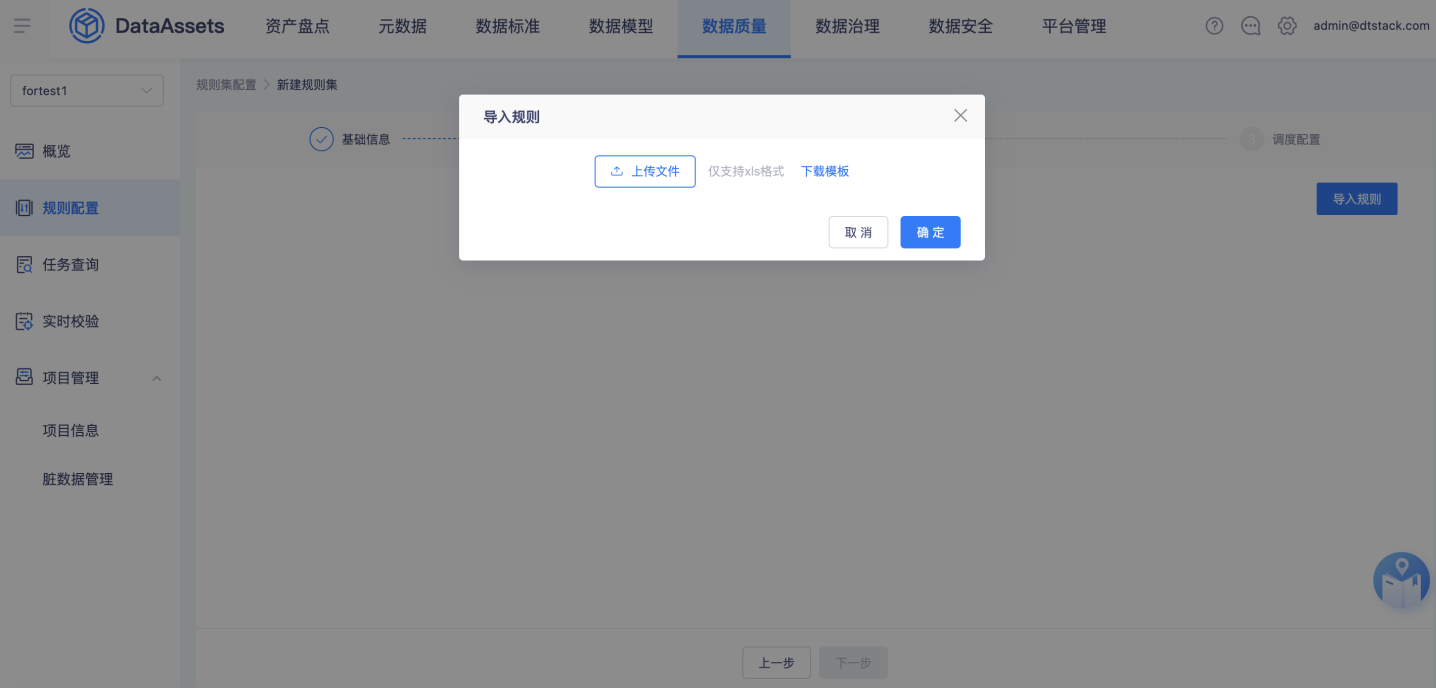 DataAssets 资产盘点 元数据 数据标准 数据模型 数据质量 数据治理 数据安全 平台管理 admin@dtstack.com
fortest1
规则集配置 > 新建规则集
导入规则
基础信息
3 调度配置
上传文件 仅支持xls格式 下载模板
导入规则
取 消 确 定
概览
规则配置
任务查询
实时校验
项目管理
项目信息
脏数据管理
上一步 下一步